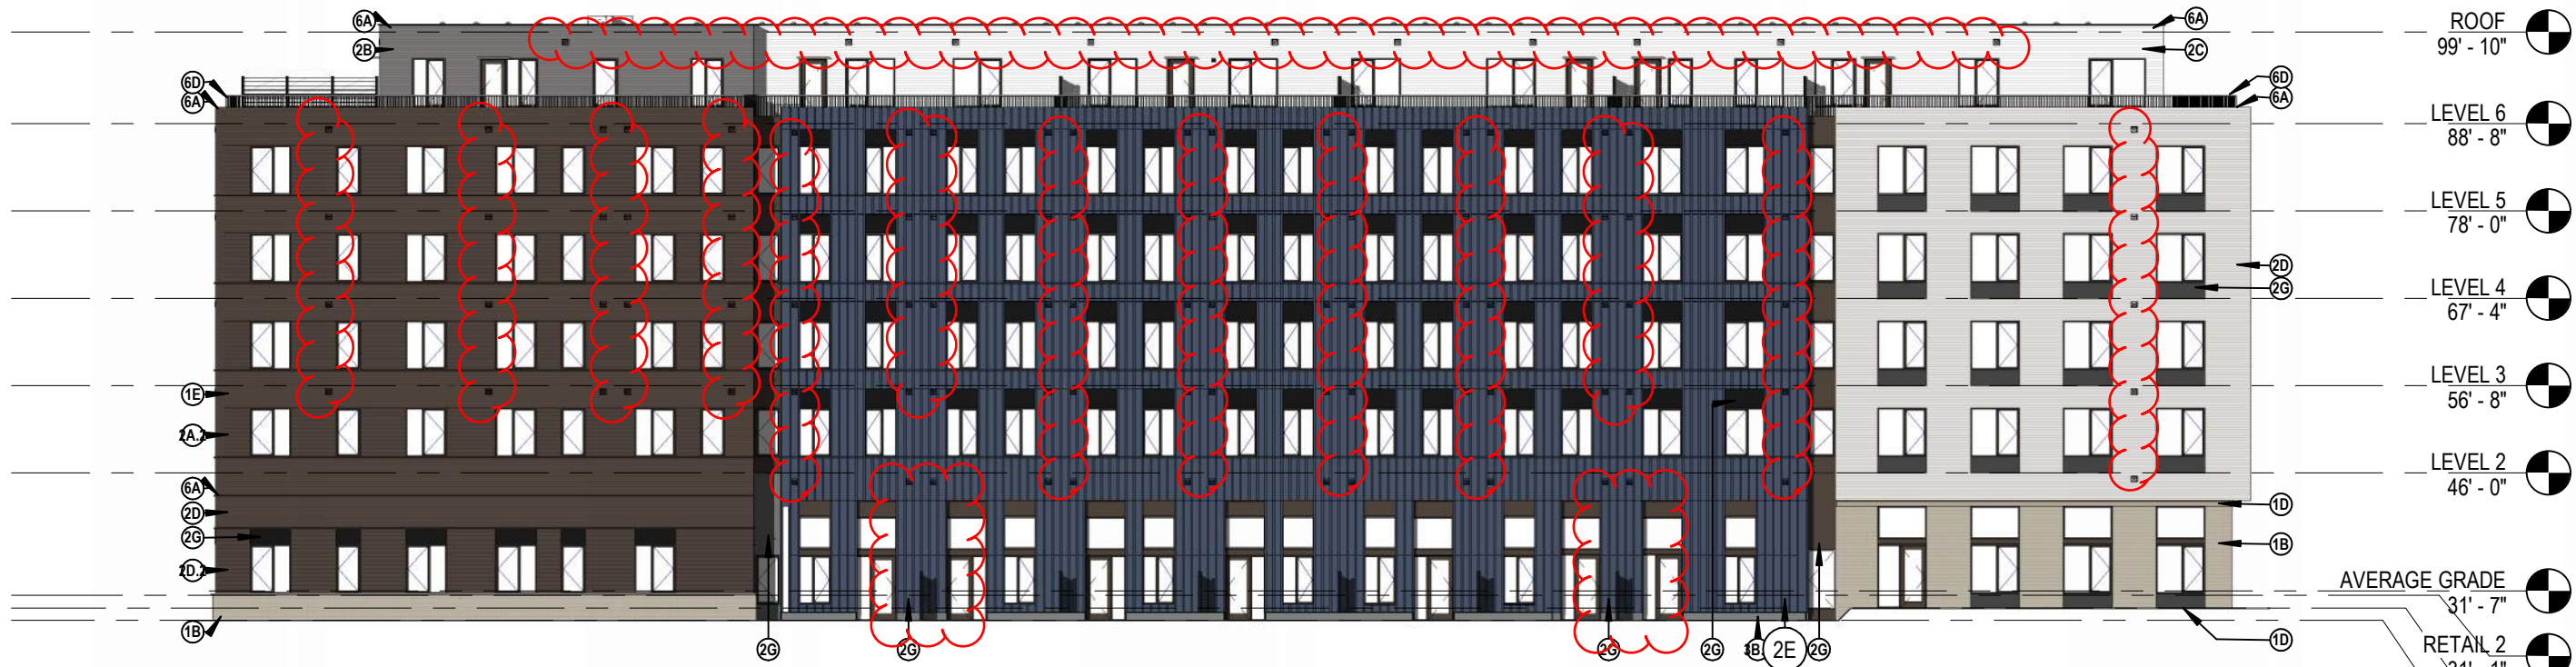 6A
6A
ROOF
99' - 10"
2B
2C
6D
6D
6A
6A
LEVEL 6
88' - 8"
LEVEL 5
78' - 0"
2D
2G
LEVEL 4
67' - 4"
1E
LEVEL 3
56' - 8"
2A.2
LEVEL 2
46' - 0"
6A
1D
2D
2G
1B
2D.2
AVERAGE GRADE
31' - 7"
1B
1D
2G
2G
2G
2G
3B
2E
2G
RETAIL 2